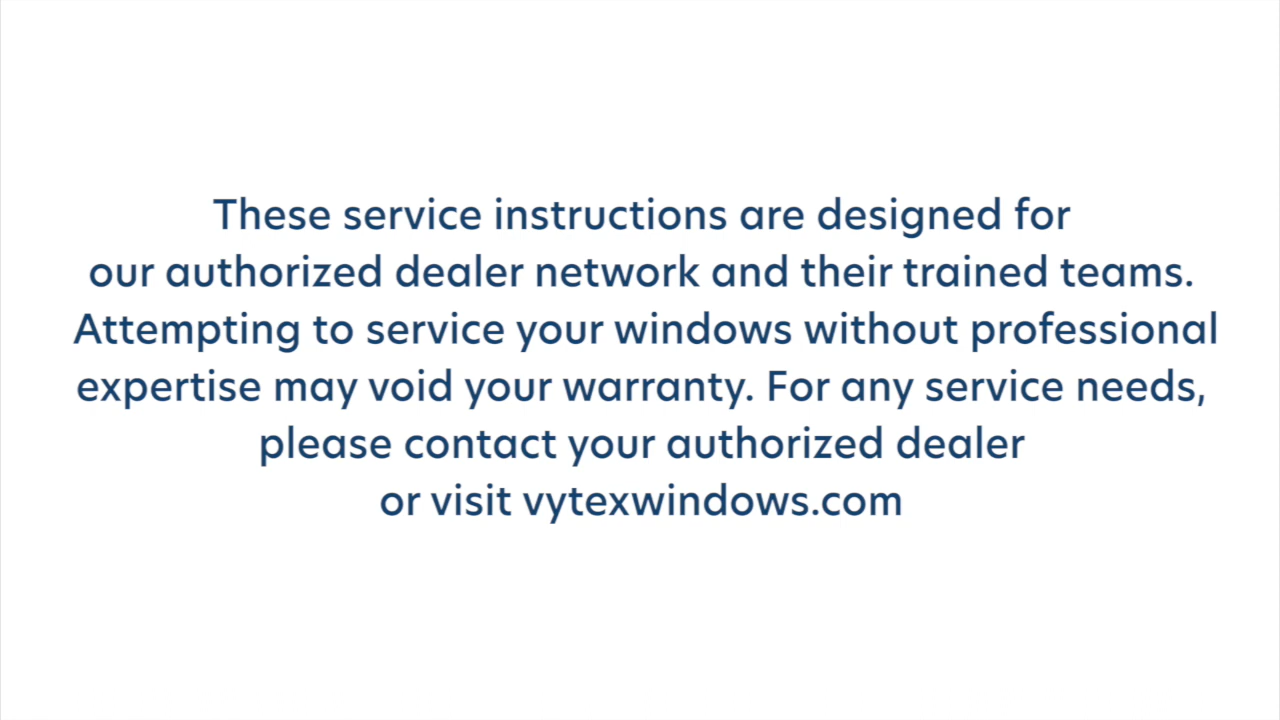 These service instructions are designed for
our authorized dealer network and their trained teams.
Attempting to service your windows without professional
expertise may void your warranty. For any service needs,
please contact your authorized dealer
or visit vytexwindows.com